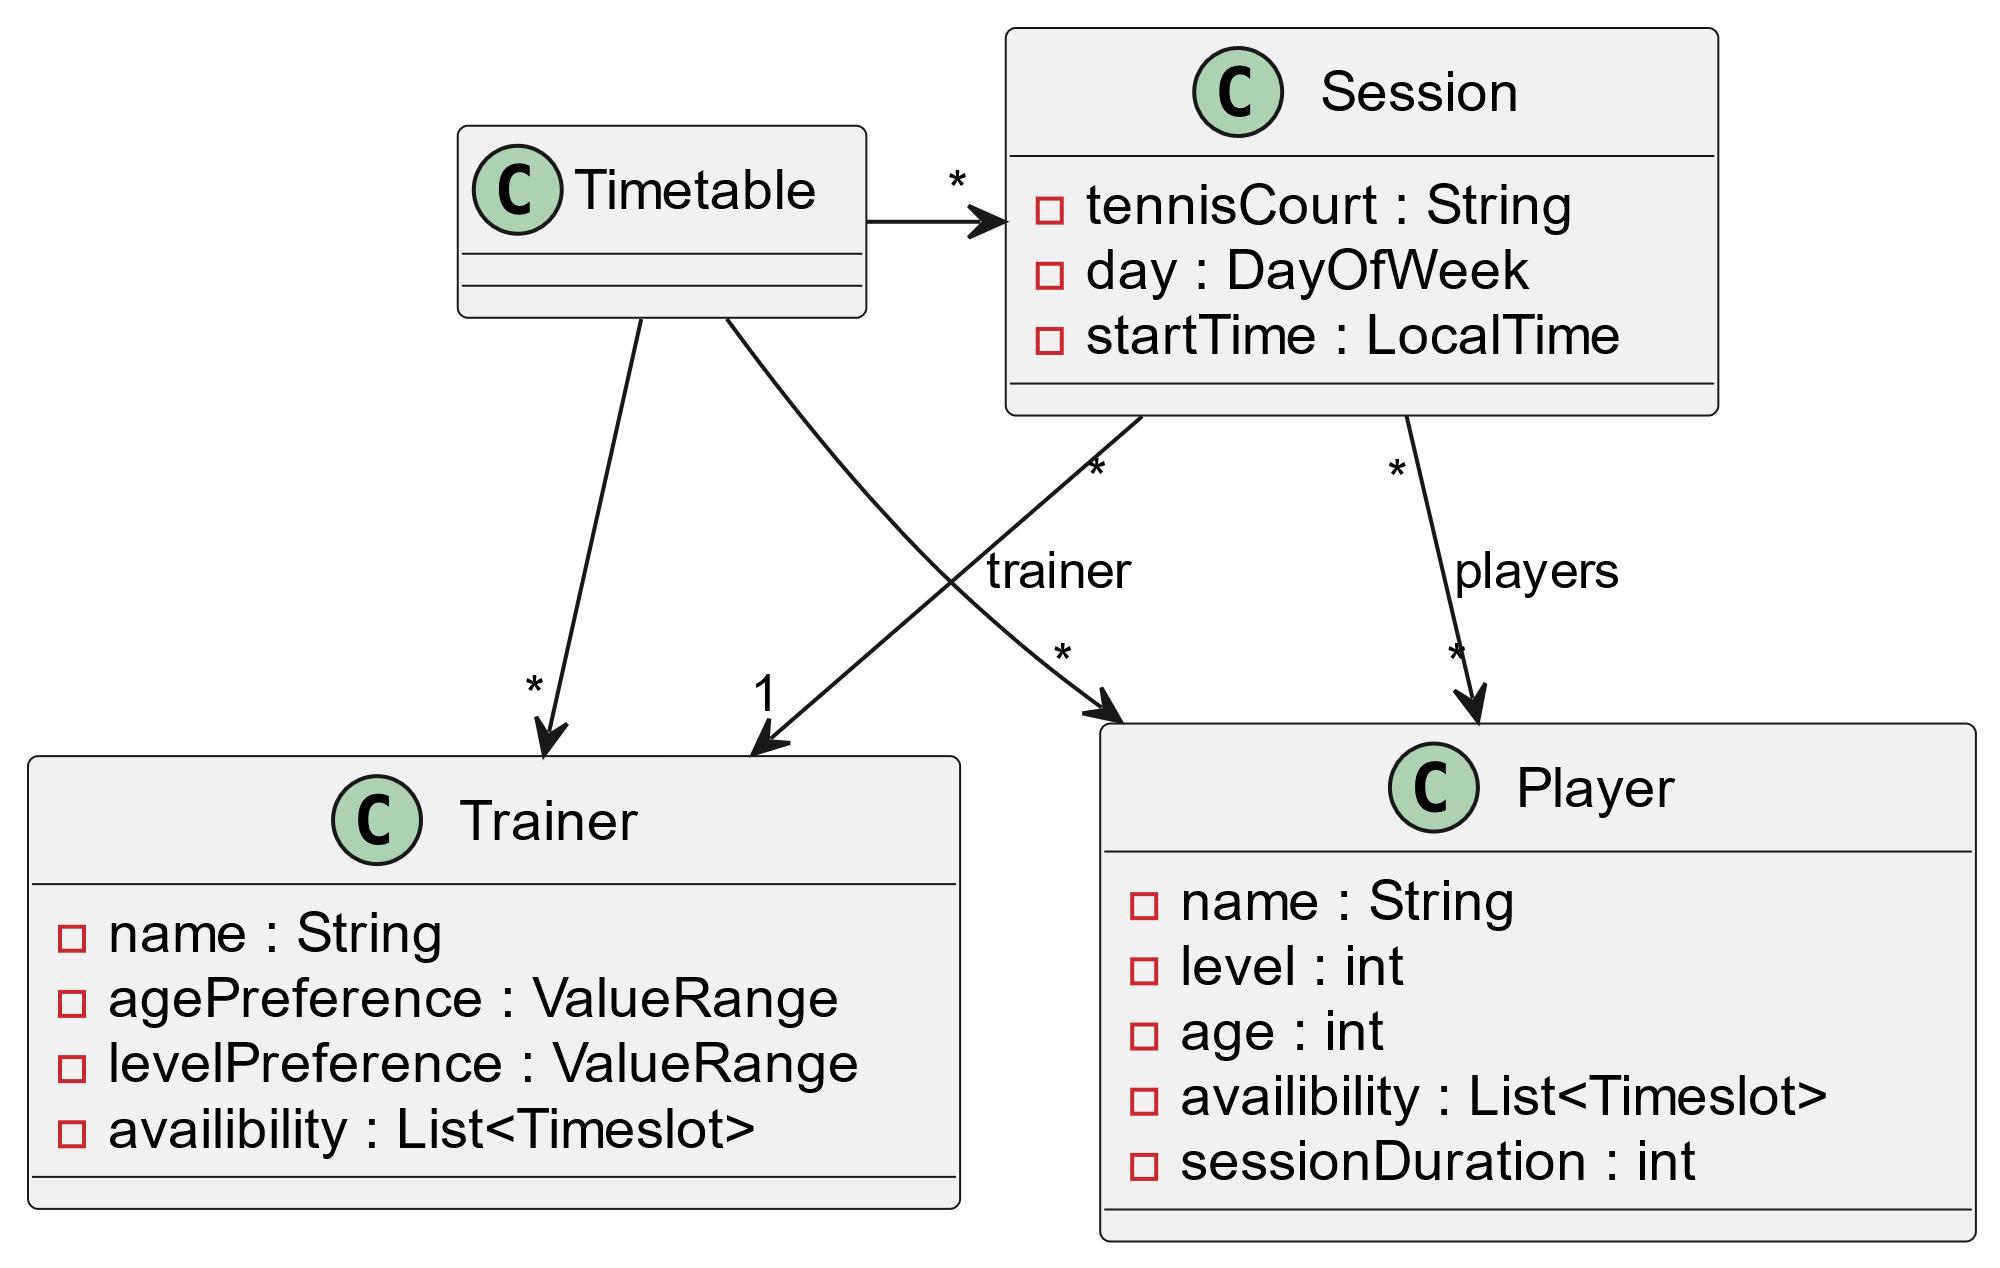 C Session
C Timetable
*
tennisCourt : String
day : DayOfWeek
startTime : LocalTime
*
*
trainer
players
*
*
*
1
C Trainer
name : String
agePreference : ValueRange
levelPreference : ValueRange
availibility : List<Timeslot>
C Player
name : String
level : int
age : int
availibility : List<Timeslot>
sessionDuration : int